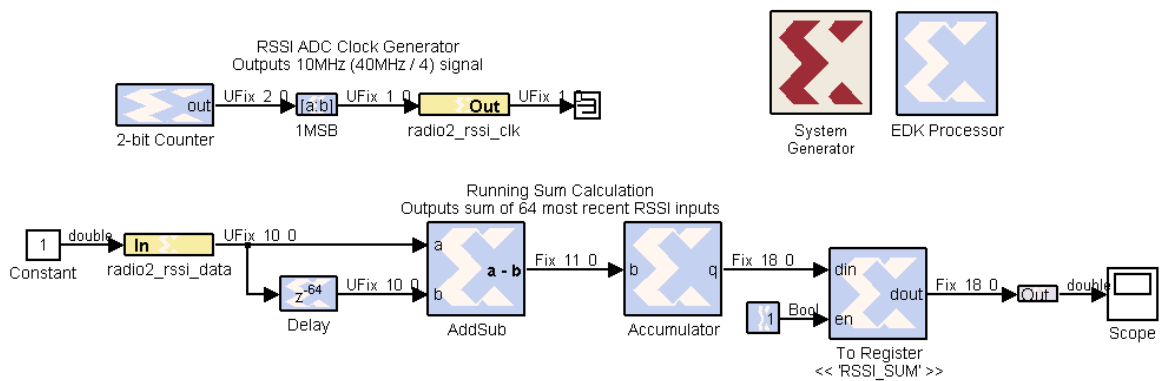 RSSI ADC Clock Generator
Outputs 10MHz (40MHz / 4) signal
out
UFix_2_0
[a:b]
UFix_1_0
Out
UFix_1_0
2-bit Counter
1MSB
radio2_rssi_clk
System
Generator
EDK Processor
Running Sum Calculation
Outputs sum of 64 most recent RSSI inputs
1
double
In
UFix_10_0
Constant
radio2_rssi_data
z-64
UFix_10_0
Delay
a
b
a - b
Fix_11_0
AddSub
b
q
Fix_18_0
Accumulator
1
Bool
din
en
dout
Fix_18_0
Out
double
Scope
To Register
<< 'RSSI_SUM' >>